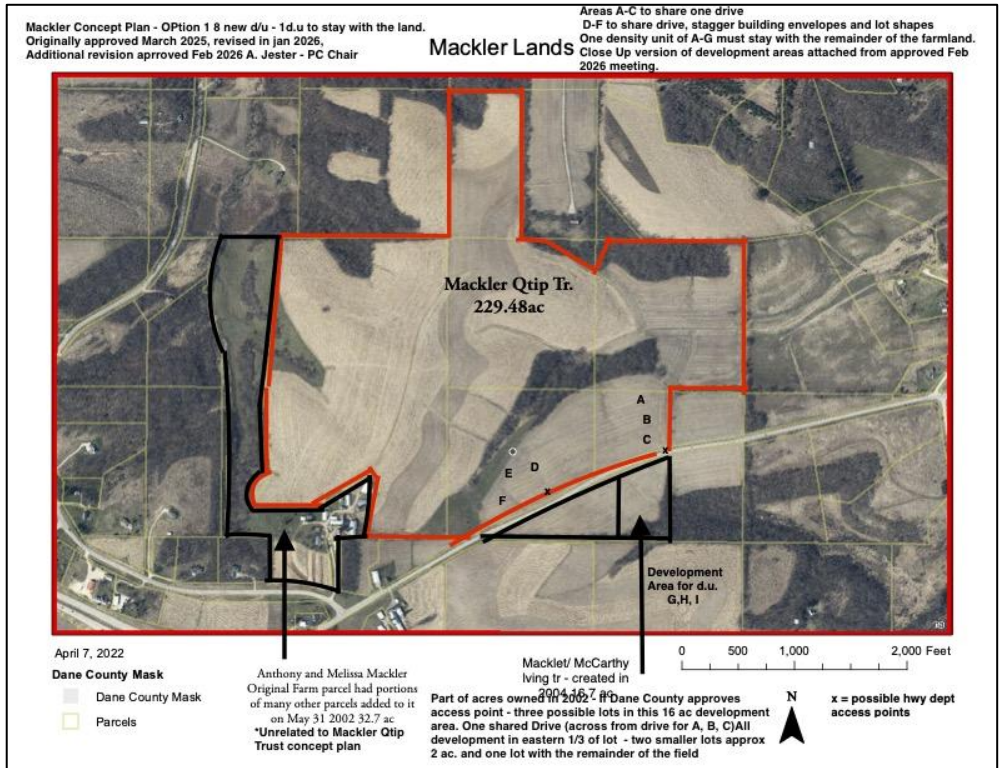 Mackler Concept Plan - OPtion 1 8 new d/u - 1d.u to stay with the land.
Originally approved March 2025, revised in jan 2026,
Additional revision aprroved Feb 2026 A. Jester - PC Chair
Mackler Lands
Areas A-C to share one drive
D-F to share drive, stagger building envelopes and lot shapes
One density unit of A-G must stay with the remainder of the farmland.
Close Up version of development areas attached from approved Feb
2026 meeting.
Mackler Qtip Tr.
229.48ac
A
B
C
x
D
E
x
F
Development
Area for d.u.
G,H, I
April 7, 2022
Dane County Mask
Dane County Mask
Parcels
Anthony and Melissa Mackler
Original Farm parcel had portions
of many other parcels added to it
on May 31 2002 32.7 ac
*Unrelated to Mackler Qtip
Trust concept plan
Macklet/ McCarthy
lving tr - created in
2004 16.7 ac
Part of acres owned in 2002 - if Dane County approves
access point - three possible lots in this 16 ac development
area. One shared Drive (across from drive for A, B, C)All
development in eastern 1/3 of lot - two smaller lots approx
2 ac. and one lot with the remainder of the field
0 500 1,000 2,000 Feet
N
x = possible hwy dept
access points